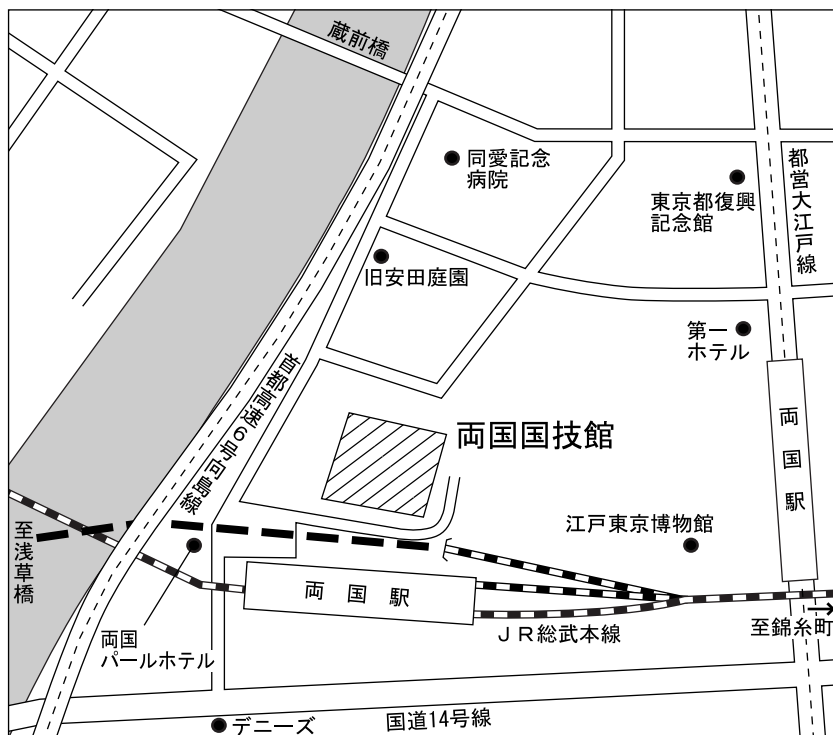 蔵前橋
同愛記念
病院
東京都復興
記念館
都営大江戸線
旧安田庭園
第一
ホテル
首都高速6号向島線
両国国技館
両国駅
江戸東京博物館
至浅草橋
両国駅
JR総武本線
至錦糸町
両国
パールホテル
デニーズ
国道14号線